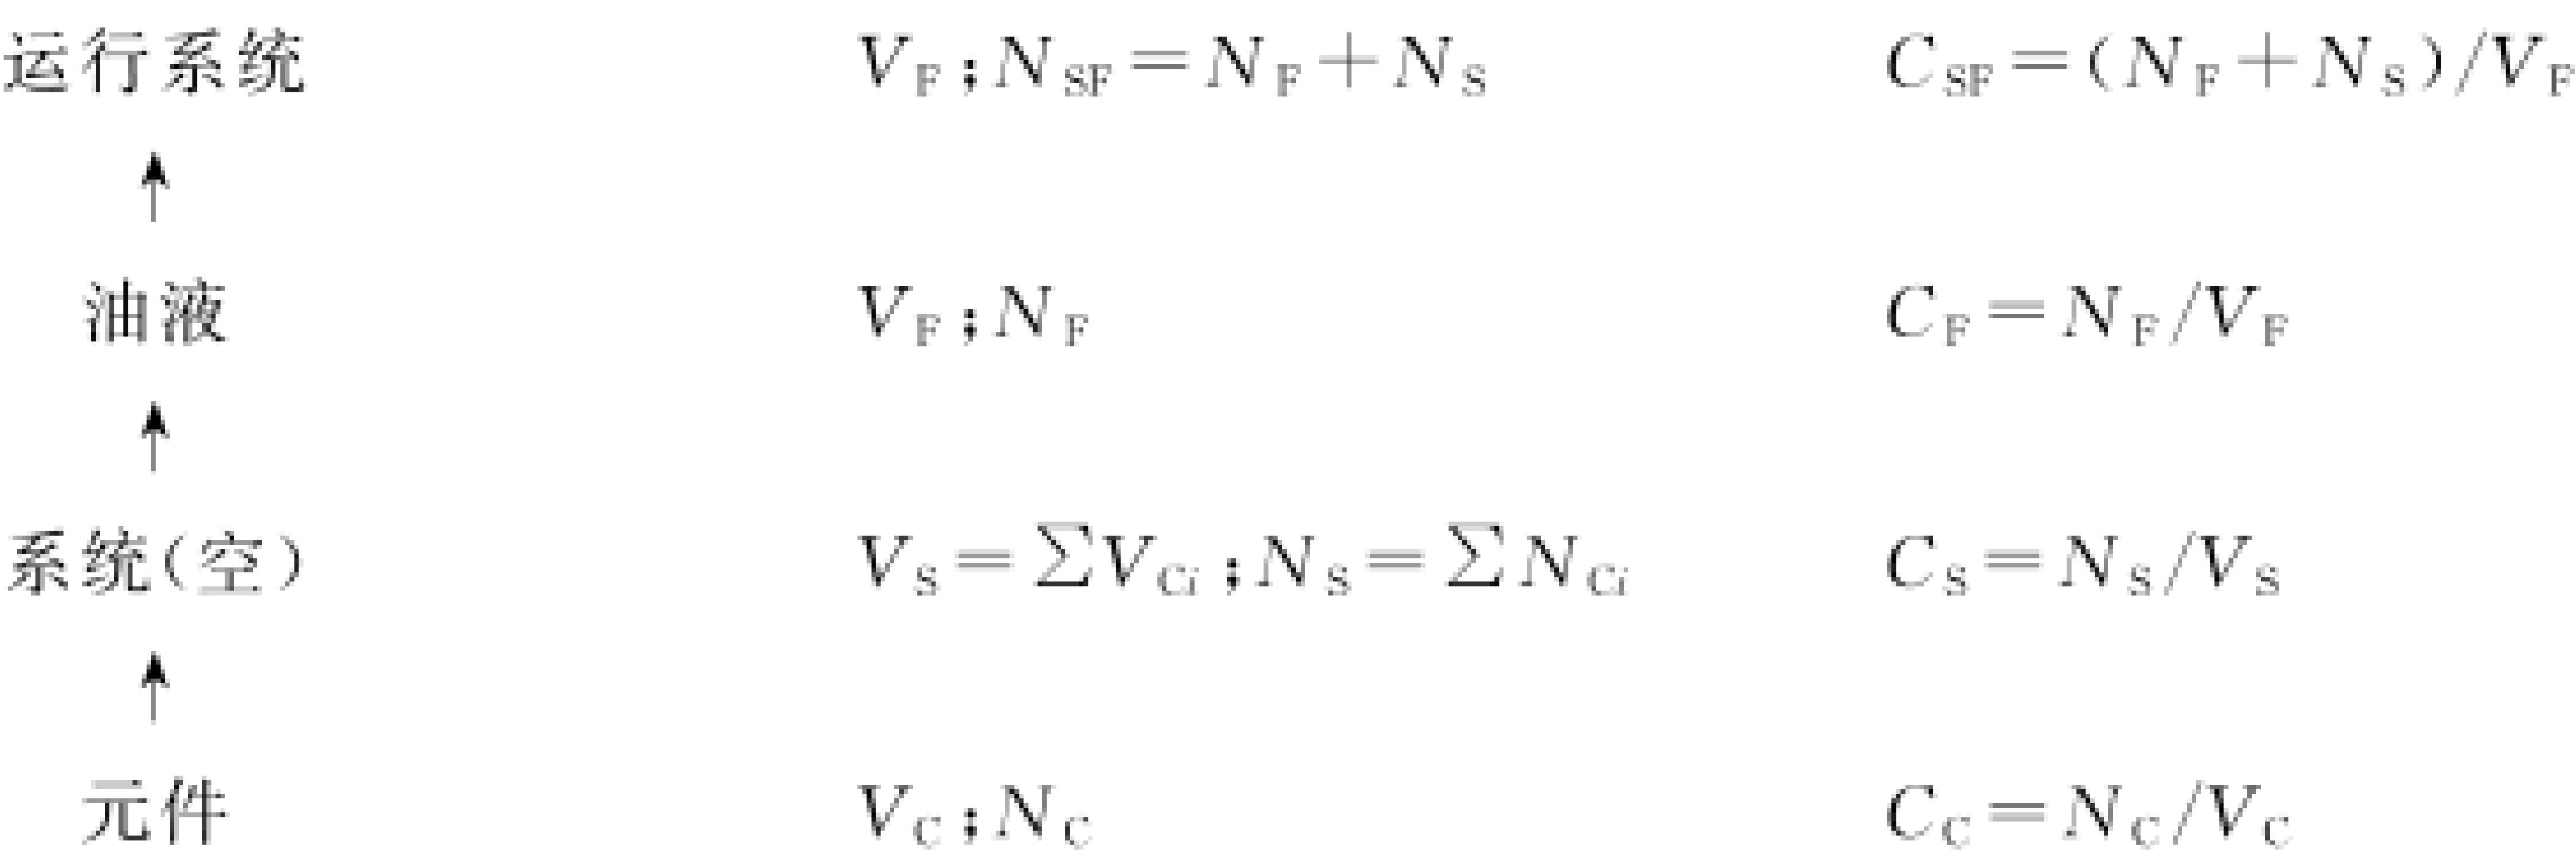 运行系统 V_F;N_SF=N_F+N_S C_SF=(N_F+N_S)/V_F
油液 V_F;N_F C_F=N_F/V_F
系统(空) V_S=∑V_Ci;N_S=∑N_Ci C_S=N_S/V_S
元件 V_C;N_C C_C=N_C/V_C